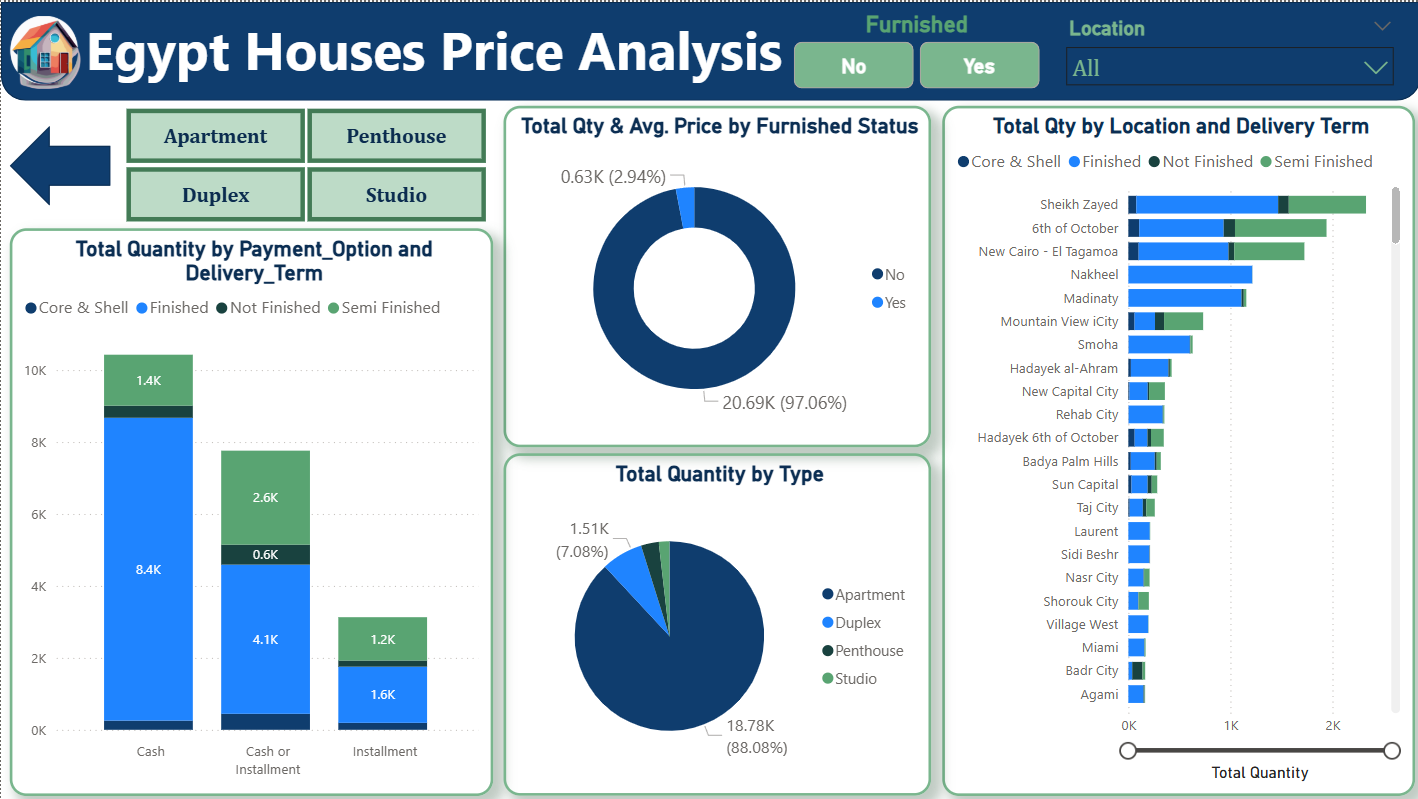 Egypt Houses Price Analysis
Furnished
No
Yes
Location
All
Apartment
Penthouse
Duplex
Studio
Total Quantity by Payment_Option and
Delivery_Term
Core & Shell
Finished
Not Finished
Semi Finished
10K
8K
6K
4K
2K
0K
1.4K
8.4K
2.6K
0.6K
4.1K
1.2K
1.6K
Cash
Cash or
Installment
Installment
Total Qty & Avg. Price by Furnished Status
0.63K (2.94%)
20.69K (97.06%)
No
Yes
Total Quantity by Type
1.51K
(7.08%)
18.78K
(88.08%)
Apartment
Duplex
Penthouse
Studio
Total Qty by Location and Delivery Term
Core & Shell
Finished
Not Finished
Semi Finished
Sheikh Zayed
6th of October
New Cairo - El Tagamoa
Nakheel
Madinaty
Mountain View iCity
Smoha
Hadayek al-Ahram
New Capital City
Rehab City
Hadayek 6th of October
Badya Palm Hills
Sun Capital
Taj City
Laurent
Sidi Beshr
Nasr City
Shorouk City
Village West
Miami
Badr City
Agami
0K
1K
2K
Total Quantity